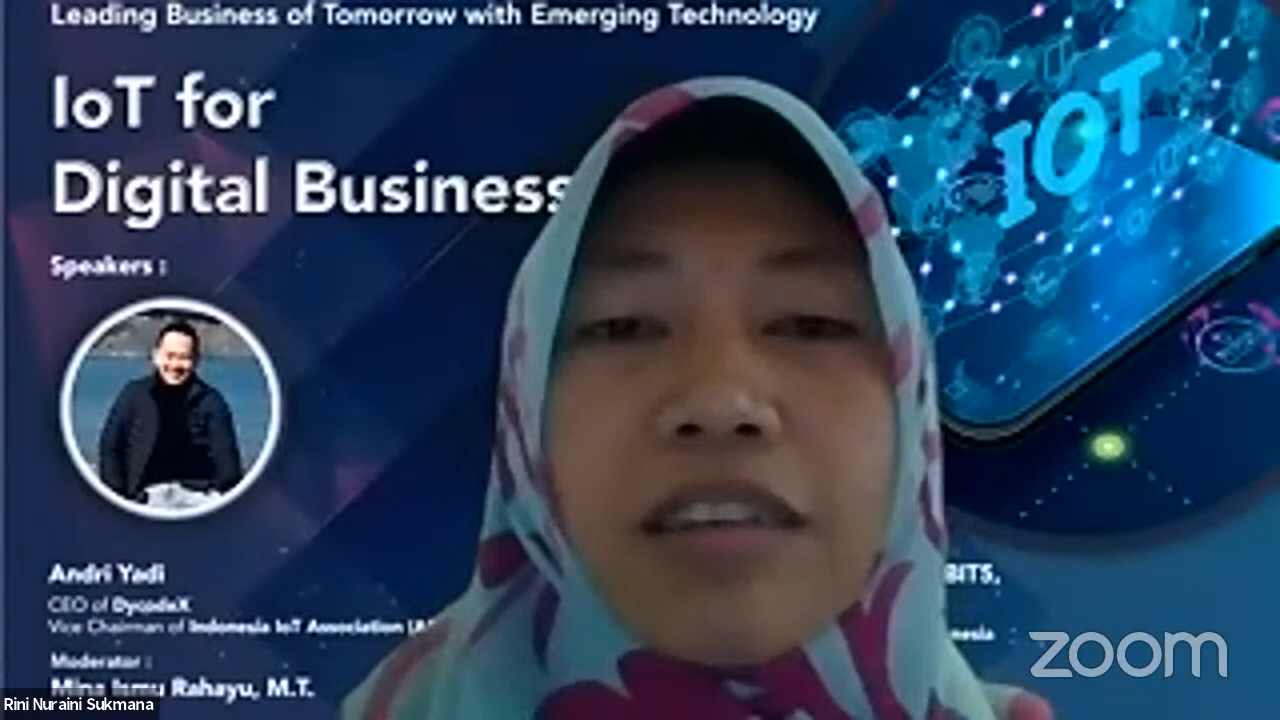 Leading Business of Tomorrow with Emerging Technology
IoT for
Digital Business
IOT
Speakers :
Andri Yadi
CEO of DycodeX
Vice Chairman of Indonesia IoT Association
BITS,
nesia
Moderator :
Mina Ismu Rahayu, M.T.
zoom
Rini Nuraini Sukmana